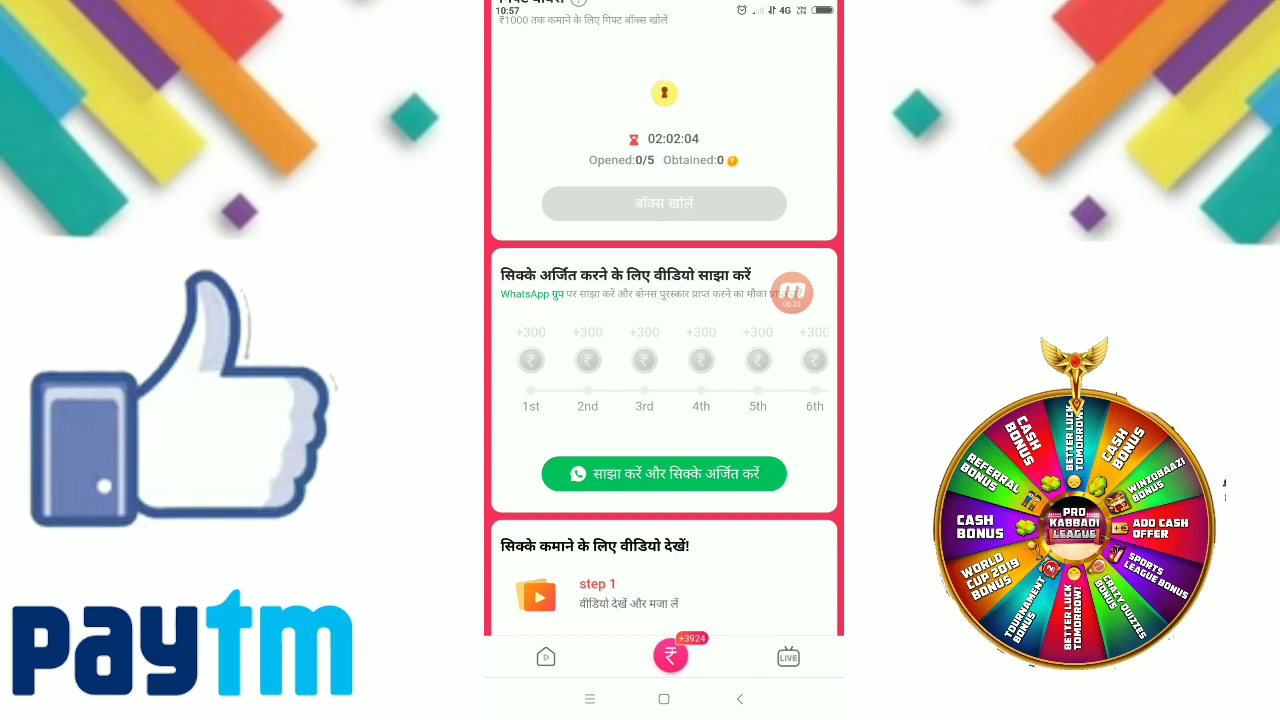 10:57
4G
₹1000 तक कमाने के लिए गिफ्ट बॉक्स खोलें
02:02:04
Opened:0/5 Obtained:0
बॉक्स खोलें
सिक्के अर्जित करने के लिए वीडियो साझा करें
WhatsApp ग्रुप पर साझा करें और बोनस पुरस्कार प्राप्त करने का मौका
06:23
+300 +300 +300 +300 +300 +300
1st 2nd 3rd 4th 5th 6th
साझा करें और सिक्के अर्जित करें
सिक्के कमाने के लिए वीडियो देखें!
step 1
वीडियो देखें और मजा लें
+3924
LIVE
paytm
BETTER LUCK TOMORROW!
CASH BONUS
WINZOBAAZI BONUS
ADD CASH OFFER
SPORTS LEAGUE BONUS
CRAZY QUIZZES BONUS
BETTER LUCK TOMORROW!
TOURNAMENT BONUS
WORLD CUP 2019 BONUS
CASH BONUS
REFERRAL BONUS
CASH BONUS
PRO KABBADI LEAGUE